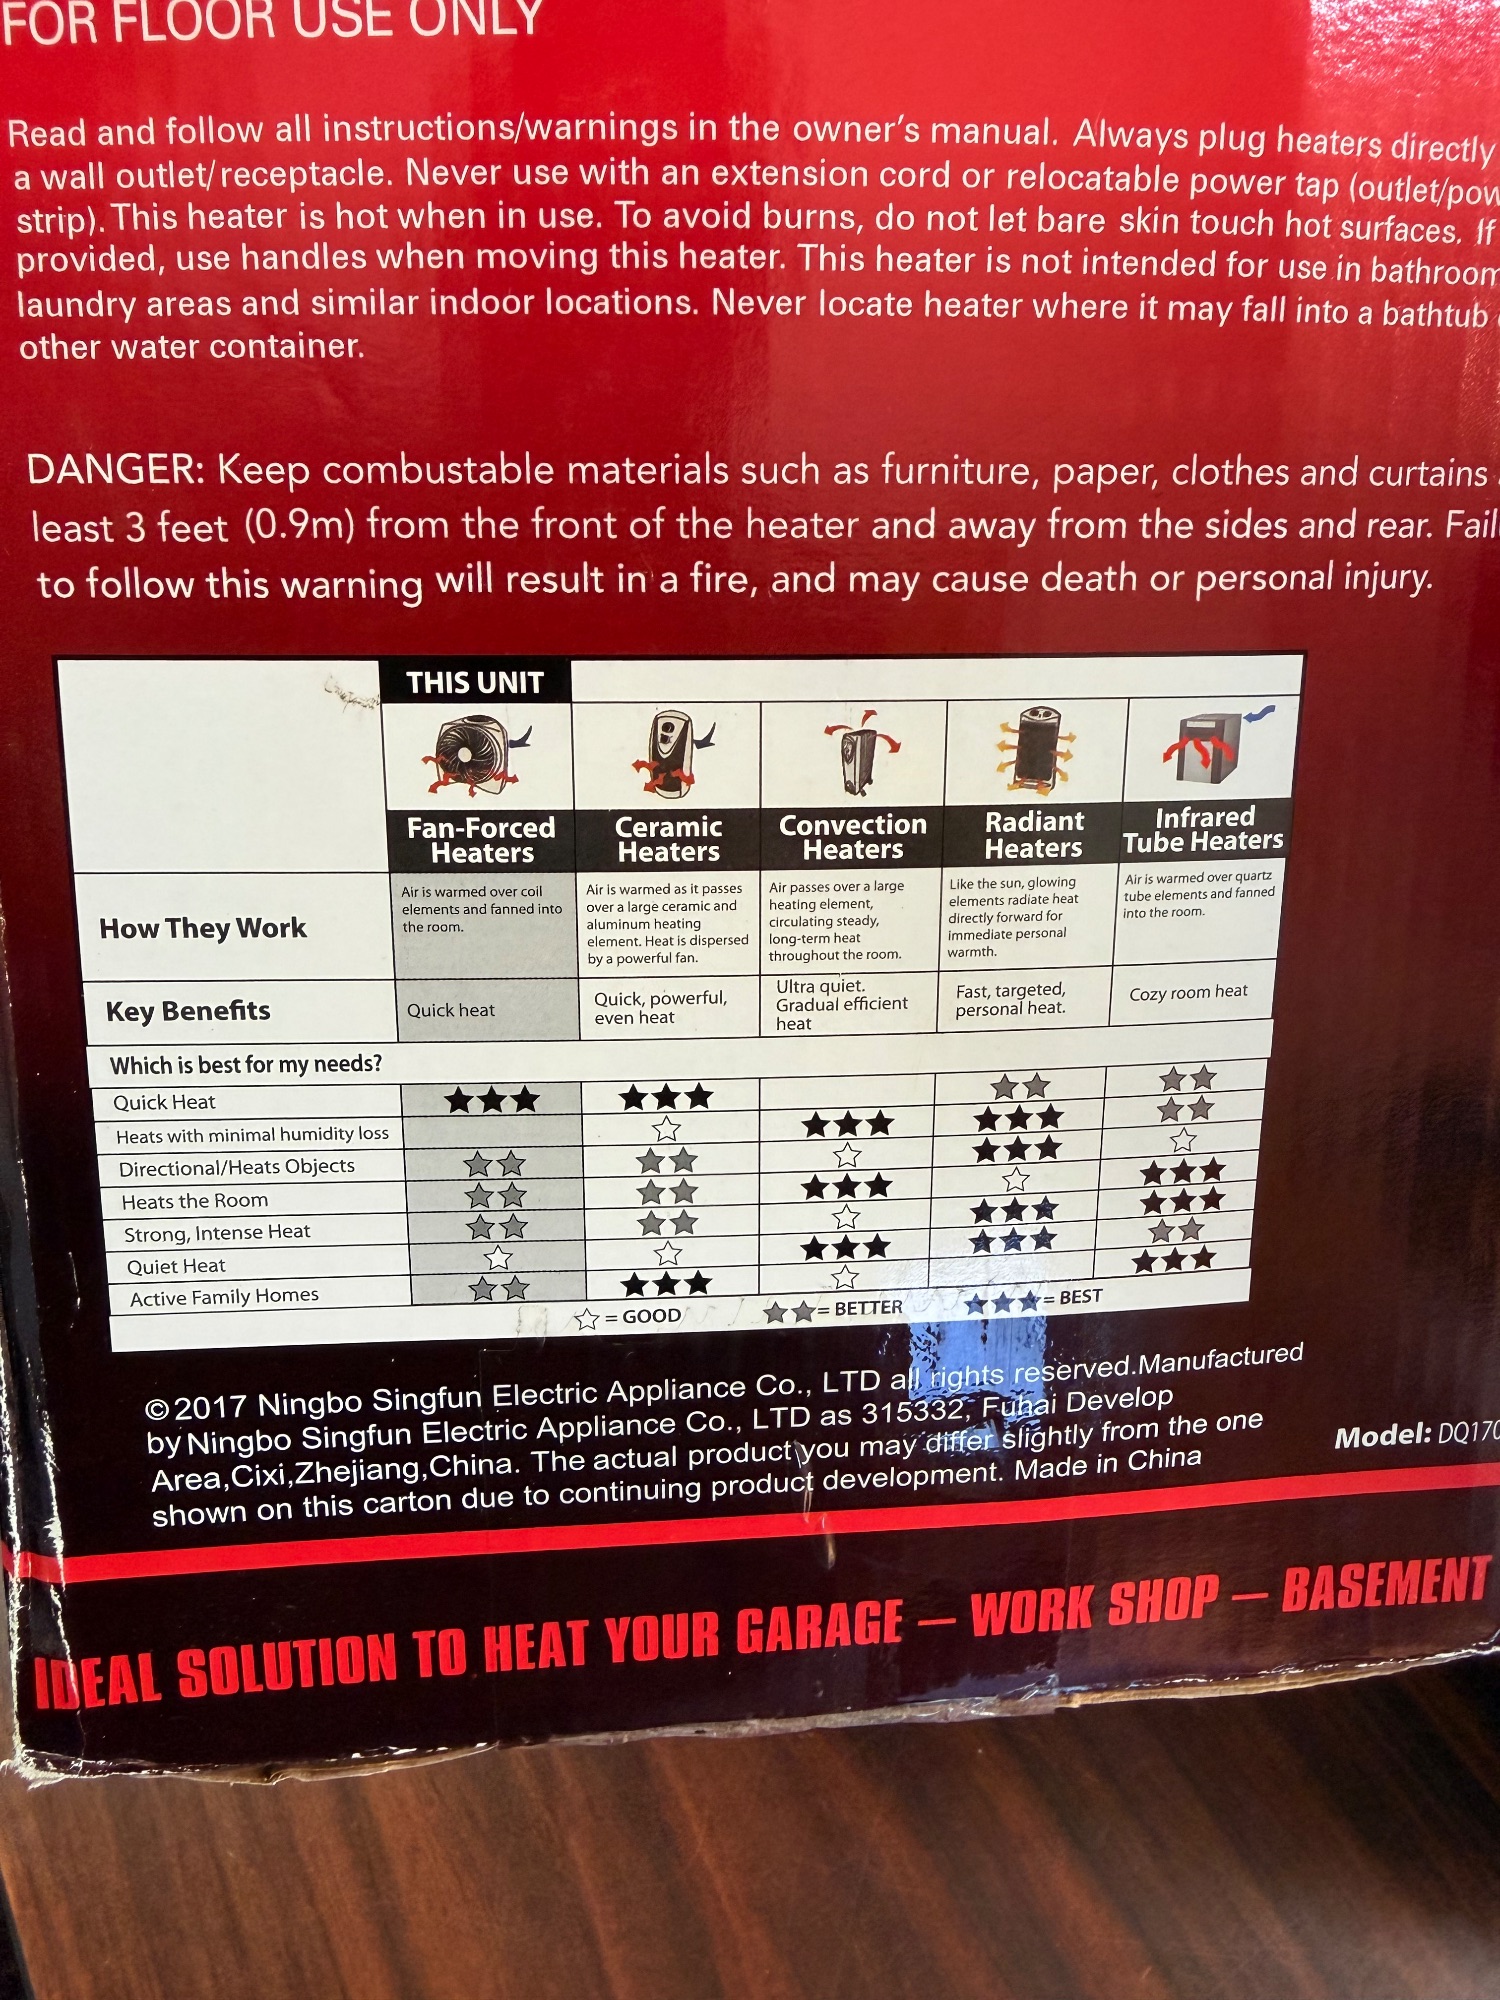 FOR FLOOR USE ONLY
Read and follow all instructions/warnings in the owner's manual. Always plug heaters directly
a wall outlet/receptacle. Never use with an extension cord or relocatable power tap (outlet/pow
strip). This heater is hot when in use. To avoid burns, do not let bare skin touch hot surfaces. If
provided, use handles when moving this heater. This heater is not intended for use in bathroom
laundry areas and similar indoor locations. Never locate heater where it may fall into a bathtub
other water container.
DANGER: Keep combustable materials such as furniture, paper, clothes and curtains
least 3 feet (0.9m) from the front of the heater and away from the sides and rear. Fail
to follow this warning will result in a fire, and may cause death or personal injury.
THIS UNIT
Fan-Forced Heaters
Ceramic Heaters
Convection Heaters
Radiant Heaters
Infrared Tube Heaters
How They Work
Air is warmed over coil
elements and fanned into
the room.
Air is warmed as it passes
over a large ceramic and
aluminum heating
element. Heat is dispersed
by a powerful fan.
Air passes over a large
heating element,
circulating steady,
long-term heat
throughout the room.
Like the sun, glowing
elements radiate heat
directly forward for
immediate personal
warmth.
Air is warmed over quartz
tube elements and fanned
into the room.
Key Benefits
Quick heat
Quick, powerful,
even heat
Ultra quiet.
Gradual efficient
heat
Fast, targeted,
personal heat.
Cozy room heat
Which is best for my needs?
Quick Heat ★★★ ★★★ ★★ ★★
Heats with minimal humidity loss ☆ ★★★ ★★★ ★★
Directional/Heats Objects ★★ ★★ ☆ ★★★ ☆
Heats the Room ★★ ★★ ★★★ ☆ ★★★
Strong, Intense Heat ★★ ★★ ☆ ★★★ ★★★
Quiet Heat ☆ ☆ ★★★ ★★★ ★★
Active Family Homes ★★ ★★★ ☆ ★★★
☆ = GOOD ★★ = BETTER ★★★ = BEST
©2017 Ningbo Singfun Electric Appliance Co., LTD all rights reserved.Manufactured
by Ningbo Singfun Electric Appliance Co., LTD as 315332, Fuhai Develop
Area,Cixi,Zhejiang,China. The actual product you may differ slightly from the one
shown on this carton due to continuing product development. Made in China
Model: DQ170
IDEAL SOLUTION TO HEAT YOUR GARAGE — WORK SHOP — BASEMENT